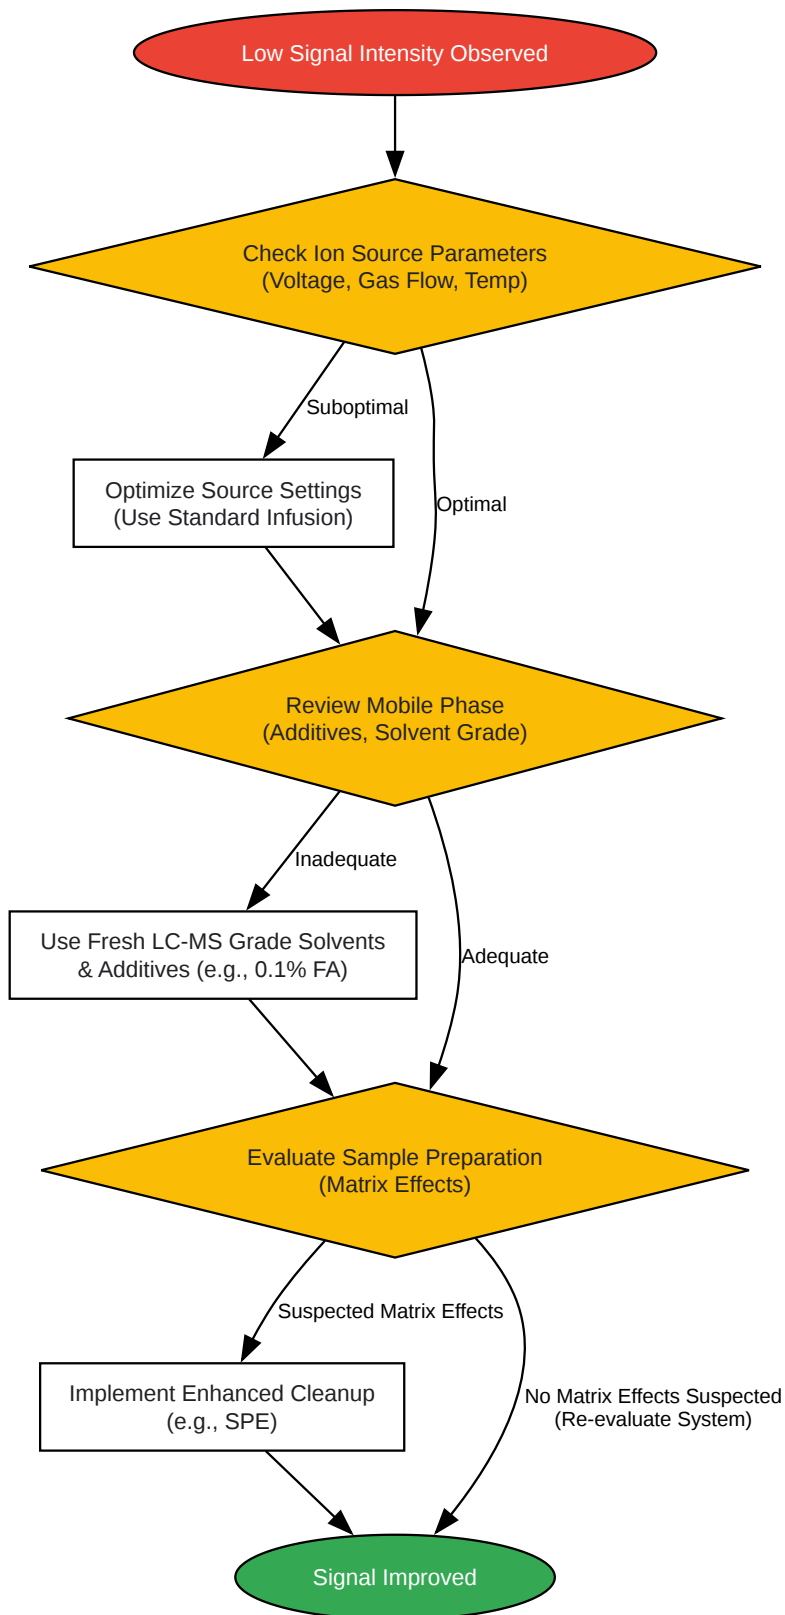 Low Signal Intensity Observed
Check Ion Source Parameters
(Voltage, Gas Flow, Temp)
Suboptimal
Optimize Source Settings
(Use Standard Infusion)
Optimal
Review Mobile Phase
(Additives, Solvent Grade)
Inadequate
Use Fresh LC-MS Grade Solvents
& Additives (e.g., 0.1% FA)
Adequate
Evaluate Sample Preparation
(Matrix Effects)
Suspected Matrix Effects
Implement Enhanced Cleanup
(e.g., SPE)
No Matrix Effects Suspected
(Re-evaluate System)
Signal Improved